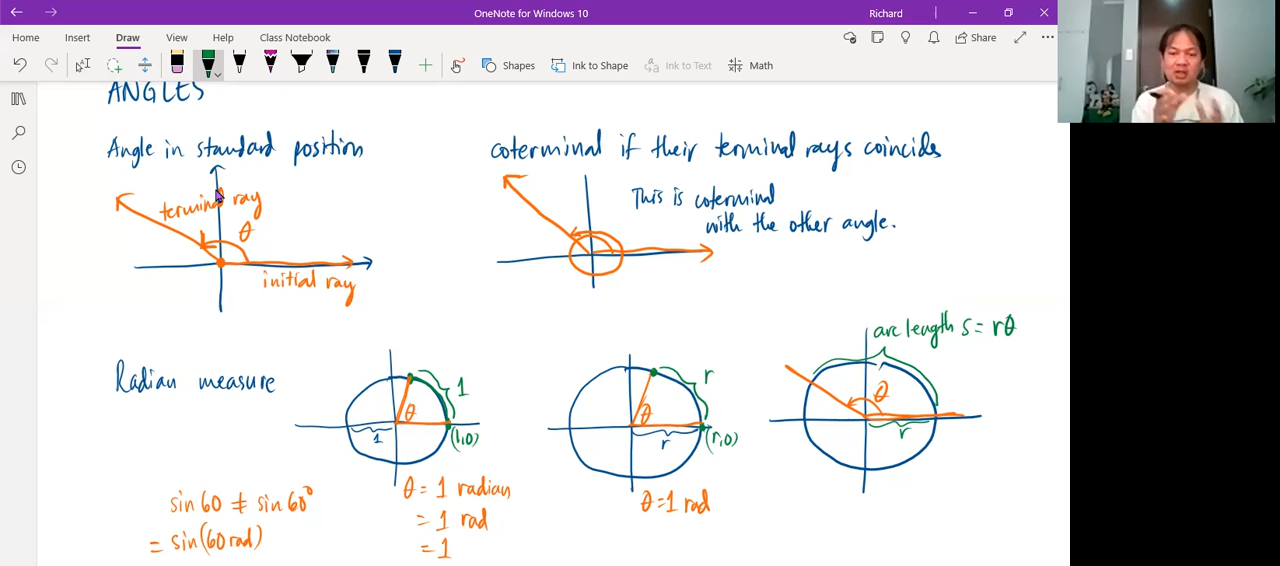 OneNote for Windows 10
Richard
Home Insert Draw View Help Class Notebook
Share
Shapes
Ink to Shape
Ink to Text
Math
ANGLES
Angle in standard position
terminal ray
θ
initial ray
coterminal if their terminal rays coincides
This is coterminal
with the other angle.
Radian measure
1
θ
1
(1,0)
θ = 1 radian
= 1 rad
= 1
r
θ
r
(r,0)
θ = 1 rad
arc length s = rθ
θ
r
sin 60 ≠ sin 60°
= sin(60 rad)